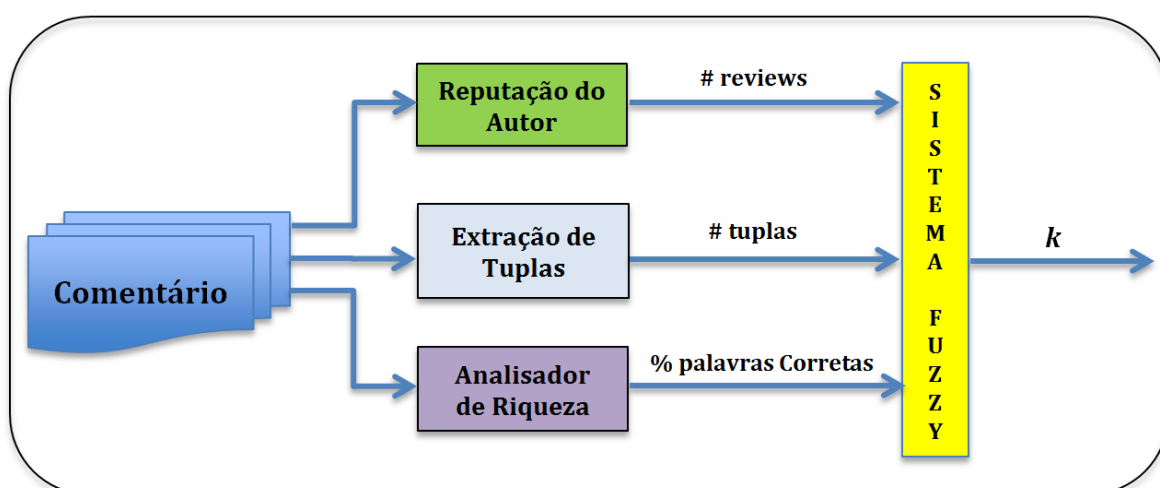 Comentário
Reputação do
Autor
# reviews
Extração de
Tuplas
# tuplas
Analisador
de Riqueza
% palavras Corretas
S
I
S
T
E
M
A
F
U
Z
Z
Y
k